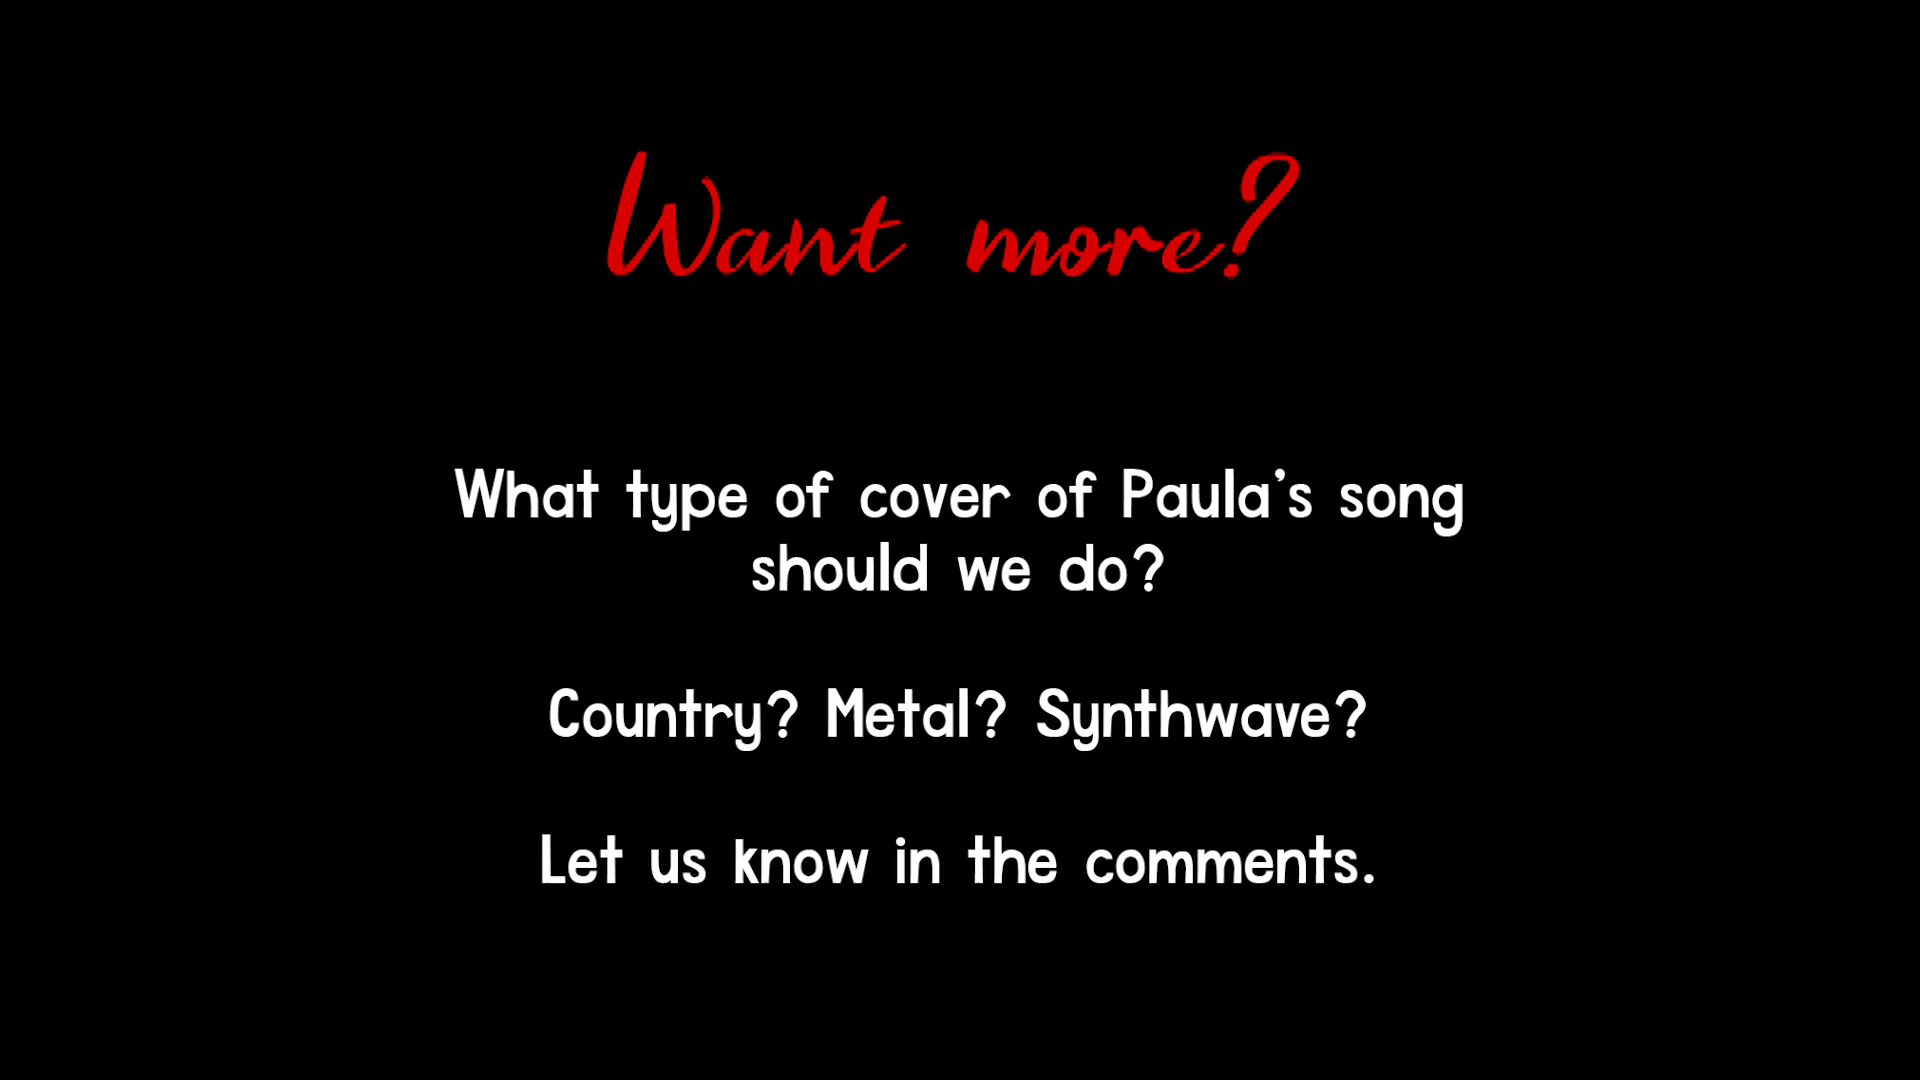 Want more?
What type of cover of Paula's song
should we do?
Country? Metal? Synthwave?
Let us know in the comments.